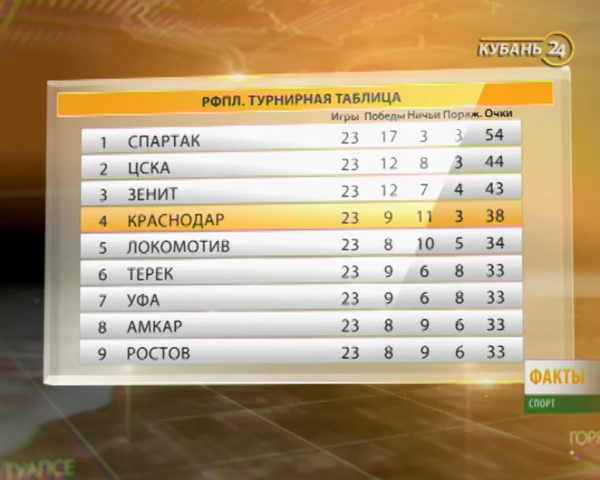 КУБАНЬ 24
РФПЛ. ТУРНИРНАЯ ТАБЛИЦА
Игры Победы Ничьи Пораж. Очки
1 СПАРТАК 23 17 3 3 54
2 ЦСКА 23 12 8 3 44
3 ЗЕНИТ 23 12 7 4 43
4 КРАСНОДАР 23 9 11 3 38
5 ЛОКОМОТИВ 23 8 10 5 34
6 ТЕРЕК 23 9 6 8 33
7 УФА 23 9 6 8 33
8 АМКАР 23 8 9 6 33
9 РОСТОВ 23 8 9 6 33
ФАКТЫ
СПОРТ
ГОРЯ
ТУАПСЕ